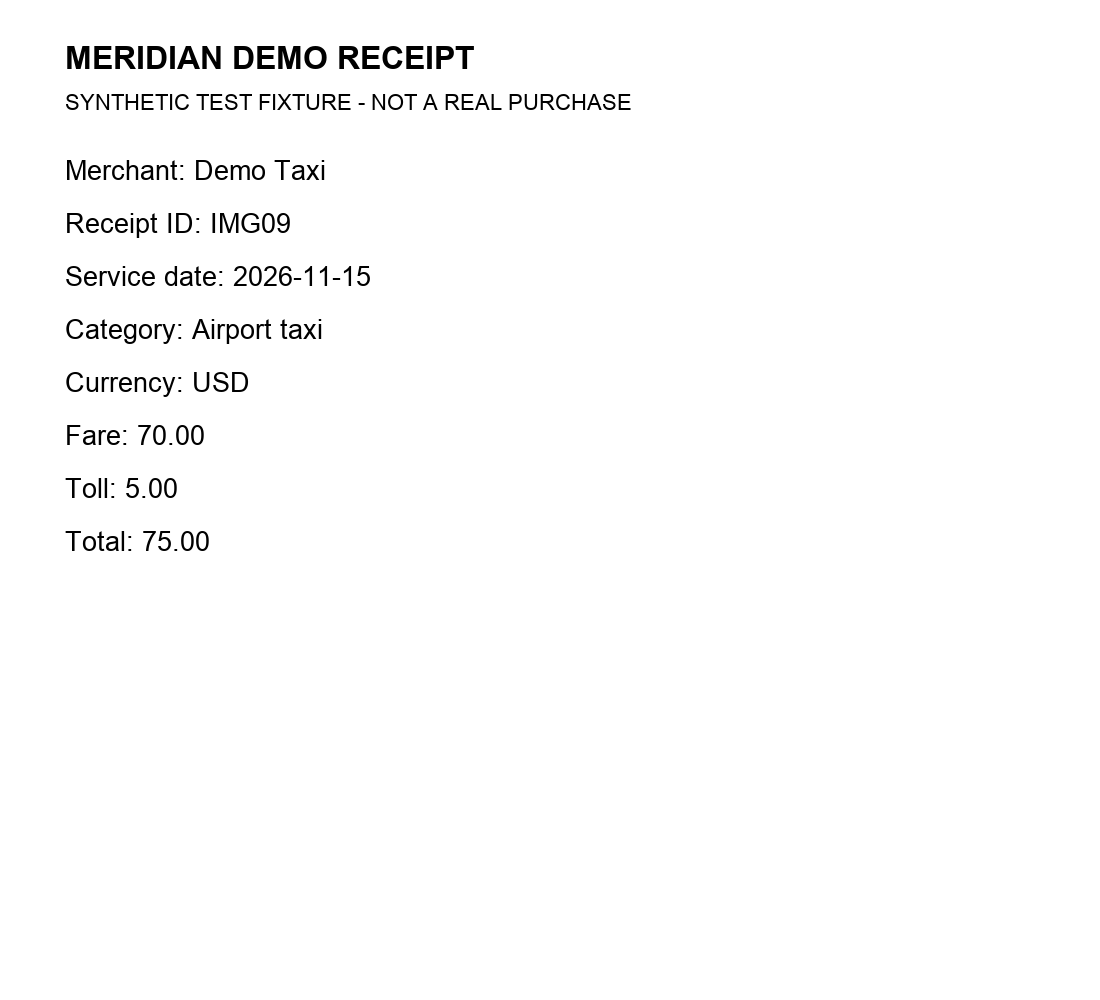 MERIDIAN DEMO RECEIPT
SYNTHETIC TEST FIXTURE - NOT A REAL PURCHASE
Merchant: Demo Taxi
Receipt ID: IMG09
Service date: 2026-11-15
Category: Airport taxi
Currency: USD
Fare: 70.00
Toll: 5.00
Total: 75.00